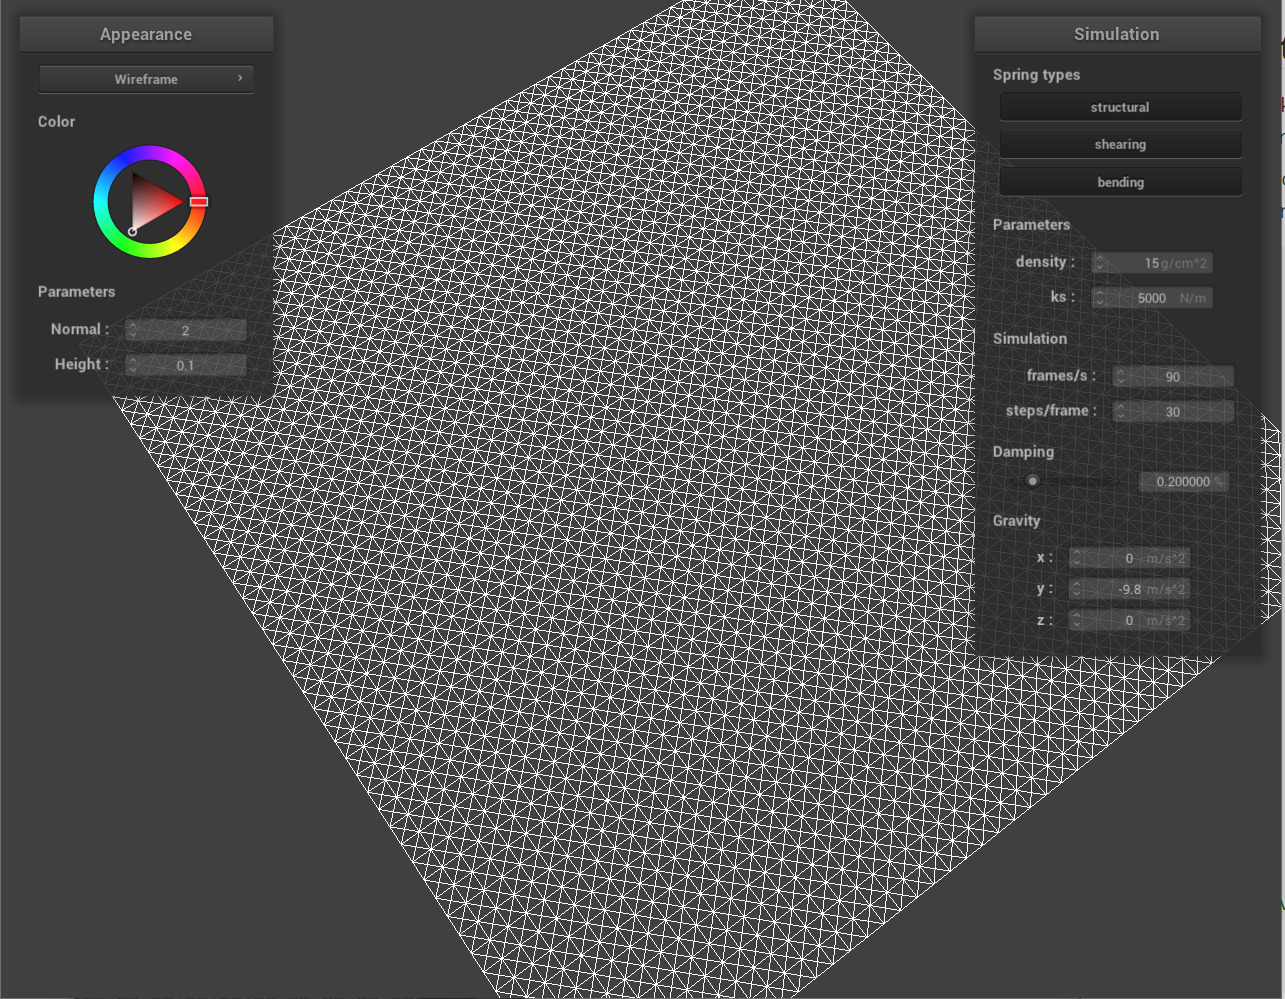 Appearance
Wireframe
Color
Parameters
Normal :
2
Height :
0.1
Simulation
Spring types
structural
shearing
bending
Parameters
density :
15 g/cm^2
ks :
5000 N/m
Simulation
frames/s :
90
steps/frame :
30
Damping
0.200000 %
Gravity
x :
0 m/s^2
y :
-9.8 m/s^2
z :
0 m/s^2